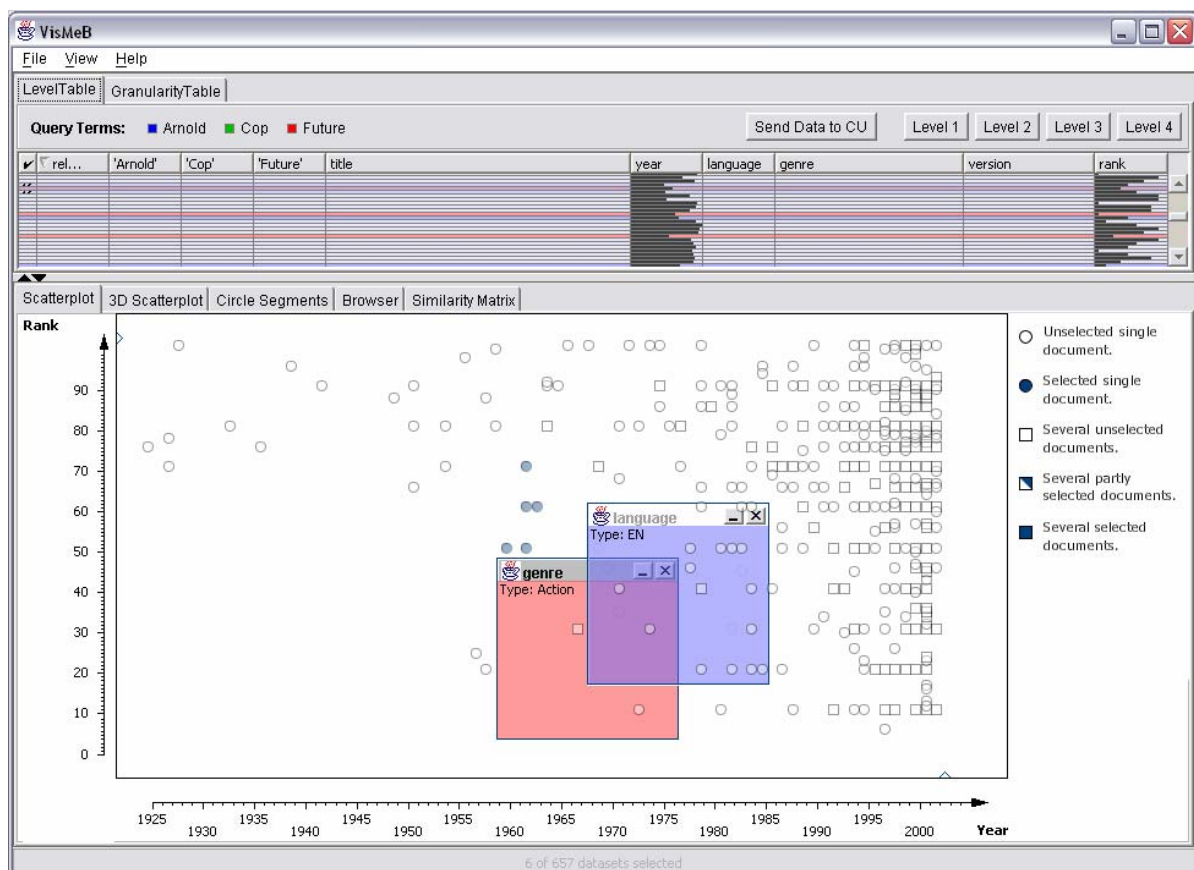 VisMeB
File View Help
LevelTable GranularityTable
Query Terms: Arnold Cop Future Send Data to CU Level 1 Level 2 Level 3 Level 4
rel... 'Arnold' 'Cop' 'Future' title year language genre version rank
Scatterplot 3D Scatterplot Circle Segments Browser Similarity Matrix
Rank
90
80
70
60
50
40
30
20
10
0
language
Type: EN
genre
Type: Action
Unselected single
document.
Selected single
document.
Several unselected
documents.
Several partly
selected documents.
Several selected
documents.
1925 1935 1945 1955 1965 1975 1985 1995
1930 1940 1950 1960 1970 1980 1990 2000 Year
6 of 657 datasets selected